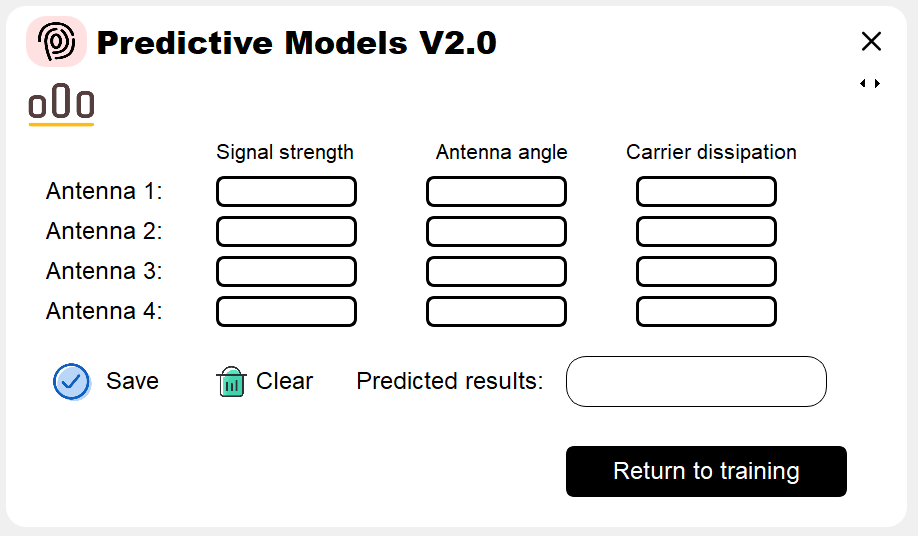 Predictive Models V2.0
Signal strength Antenna angle Carrier dissipation
Antenna 1:
Antenna 2:
Antenna 3:
Antenna 4:
Save Clear Predicted results:
Return to training